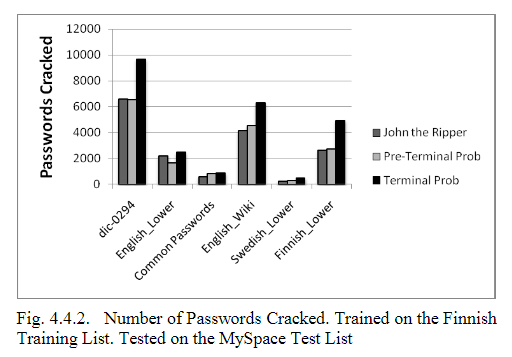 12000
10000
8000
6000
4000
2000
0
Passwords Cracked
dic-0294
English_Lower
Common Passwords
English_Wiki
Swedish_Lower
Finnish_Lower
John the Ripper
Pre-Terminal Prob
Terminal Prob
Fig. 4.4.2. Number of Passwords Cracked. Trained on the Finnish
Training List. Tested on the MySpace Test List